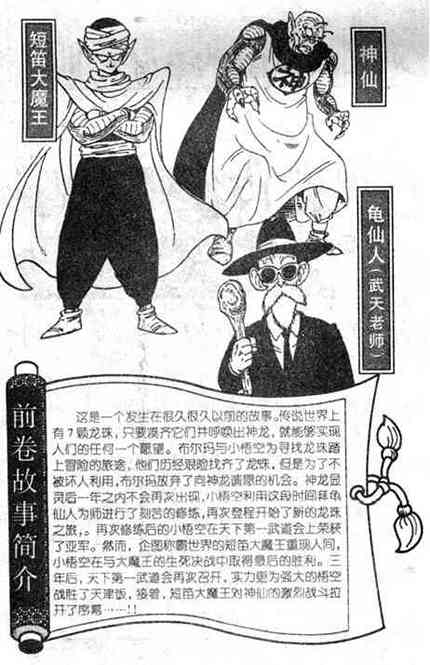 短笛大魔王
神仙
神
龟仙人(武天老师)
前卷故事简介
这是一个发生在很久很久以前的故事。传说世界上
有7颗龙珠,只要凑齐它们并呼唤出神龙,就能够实现
人们的任何一个愿望。布尔玛与小悟空为寻找龙珠踏
上冒险的旅途,他们历经艰险找齐了龙珠,但是为了不
被坏人利用,布尔玛放弃了向神龙请愿的机会。神龙显
灵后一年之内不会再次出现,小悟空利用这段时间拜龟
仙人为师进行了刻苦的修练,再次登程开始了新的龙珠
之旅,。再次修练后的小悟空在天下第一武道会上荣获
了亚军。然而,企图称霸世界的短笛大魔王重现人间,
小悟空在与大魔王的生死决战中取得最后的胜利。三
年后,天下第一武道会再次召开,实力更为强大的悟空
战胜了天津饭,接着,短笛大魔王对神仙的激烈战斗拉
开了序幕……!!